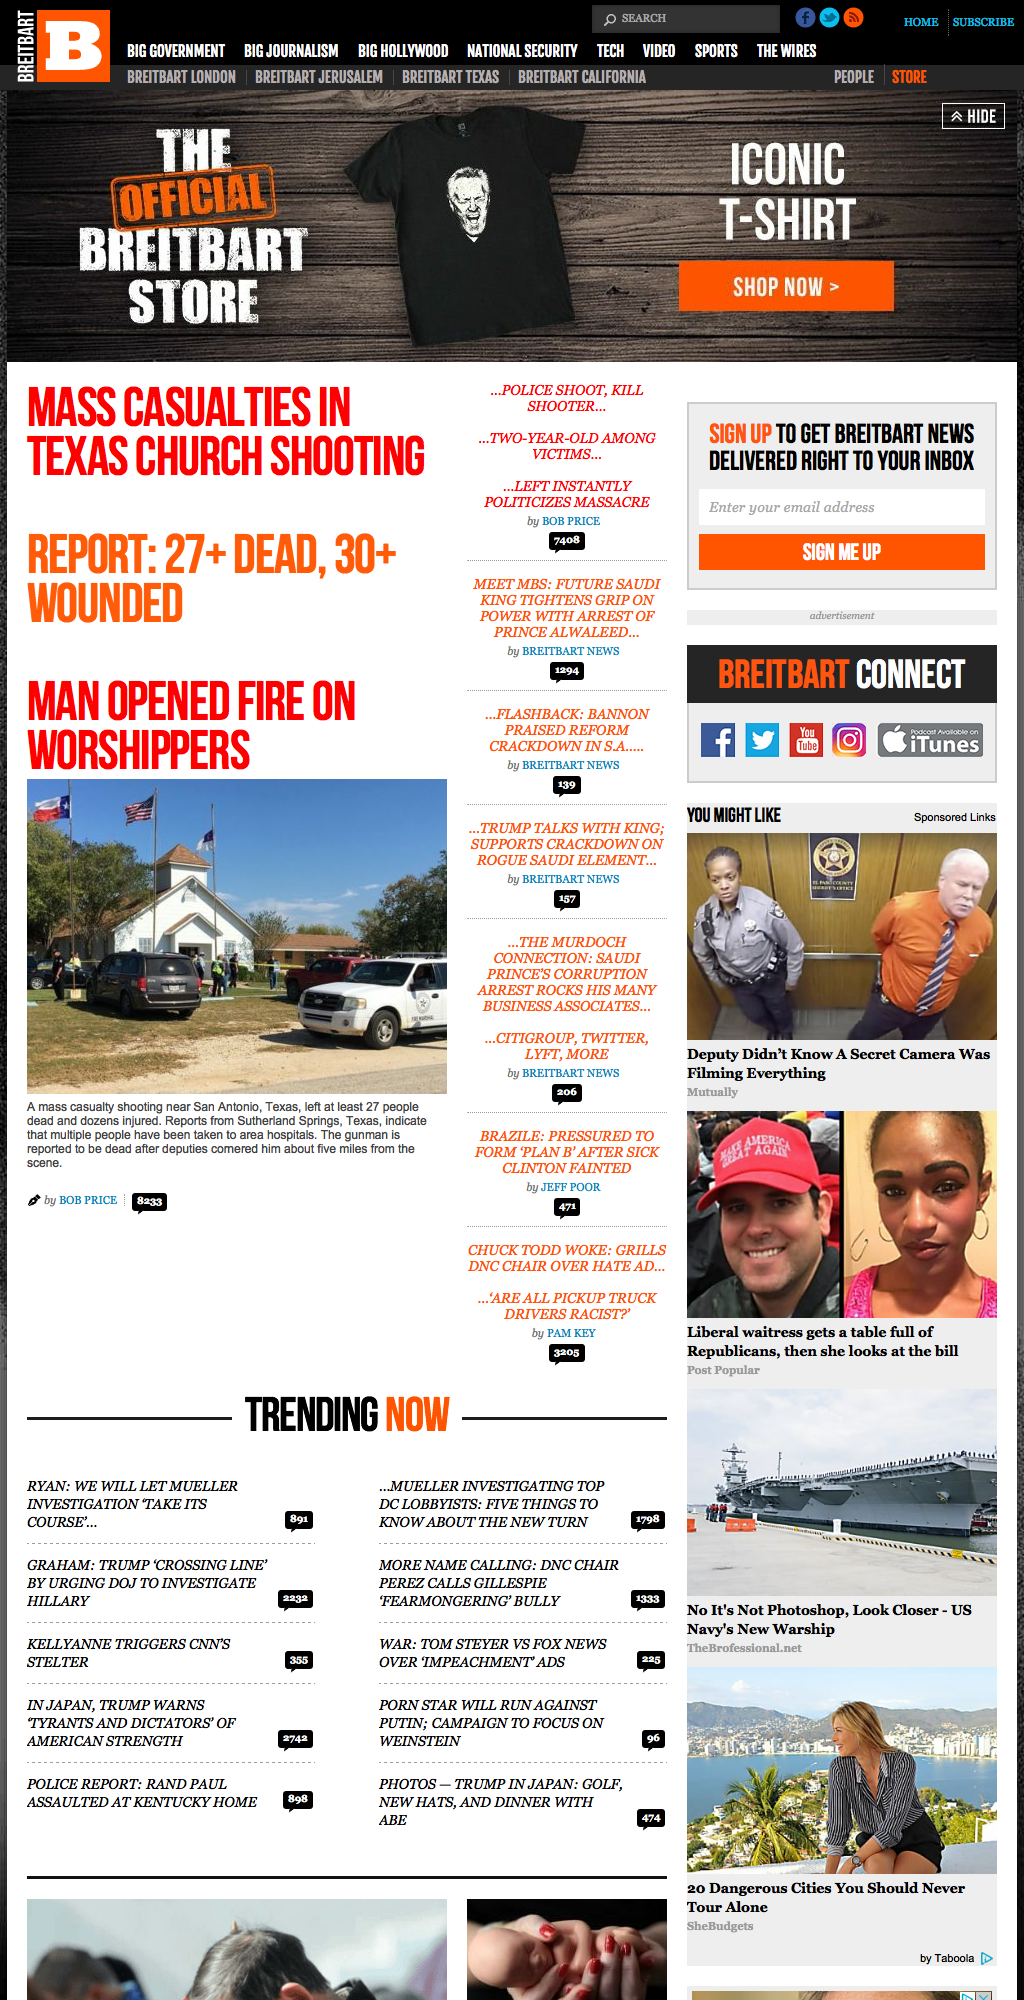 BREITBART
B
SEARCH
HOME
SUBSCRIBE
BIG GOVERNMENT BIG JOURNALISM BIG HOLLYWOOD NATIONAL SECURITY TECH VIDEO SPORTS THE WIRES
BREITBART LONDON BREITBART JERUSALEM BREITBART TEXAS BREITBART CALIFORNIA
PEOPLE STORE
HIDE
THE
OFFICIAL
BREITBART
STORE
ICONIC
T-SHIRT
SHOP NOW >
MASS CASUALTIES IN
TEXAS CHURCH SHOOTING
REPORT: 27+ DEAD, 30+
WOUNDED
MAN OPENED FIRE ON
WORSHIPPERS
A mass casualty shooting near San Antonio, Texas, left at least 27 people
dead and dozens injured. Reports from Sutherland Springs, Texas, indicate
that multiple people have been taken to area hospitals. The gunman is
reported to be dead after deputies cornered him about five miles from the
scene.
by BOB PRICE
8233
...POLICE SHOOT, KILL
SHOOTER...
...TWO-YEAR-OLD AMONG
VICTIMS...
...LEFT INSTANTLY
POLITICIZES MASSACRE
by BOB PRICE
7408
MEET MBS: FUTURE SAUDI
KING TIGHTENS GRIP ON
POWER WITH ARREST OF
PRINCE ALWALEED...
by BREITBART NEWS
1294
...FLASHBACK: BANNON
PRAISED REFORM
CRACKDOWN IN S.A.....
by BREITBART NEWS
139
...TRUMP TALKS WITH KING;
SUPPORTS CRACKDOWN ON
ROGUE SAUDI ELEMENT...
by BREITBART NEWS
157
...THE MURDOCH
CONNECTION: SAUDI
PRINCE'S CORRUPTION
ARREST ROCKS HIS MANY
BUSINESS ASSOCIATES...
...CITIGROUP, TWITTER,
LYFT, MORE
by BREITBART NEWS
206
BRAZILE: PRESSURED TO
FORM 'PLAN B' AFTER SICK
CLINTON FAINTED
by JEFF POOR
471
CHUCK TODD WOKE: GRILLS
DNC CHAIR OVER HATE AD...
...'ARE ALL PICKUP TRUCK
DRIVERS RACIST?'
by PAM KEY
3205
SIGN UP TO GET BREITBART NEWS
DELIVERED RIGHT TO YOUR INBOX
Enter your email address
SIGN ME UP
advertisement
BREITBART CONNECT
You
Tube
Podcast Available on
iTunes
YOU MIGHT LIKE
Sponsored Links
EL PASO COUNTY
SHERIFF'S OFFICE
Deputy Didn't Know A Secret Camera Was
Filming Everything
Mutually
MAKE AMERICA
GREAT AGAIN
Liberal waitress gets a table full of
Republicans, then she looks at the bill
Post Popular
No It's Not Photoshop, Look Closer - US
Navy's New Warship
TheBrofessional.net
20 Dangerous Cities You Should Never
Tour Alone
SheBudgets
by Taboola
TRENDING NOW
RYAN: WE WILL LET MUELLER
INVESTIGATION 'TAKE ITS
COURSE'...
891
GRAHAM: TRUMP 'CROSSING LINE'
BY URGING DOJ TO INVESTIGATE
HILLARY
2232
KELLYANNE TRIGGERS CNN'S
STELTER
355
IN JAPAN, TRUMP WARNS
'TYRANTS AND DICTATORS' OF
AMERICAN STRENGTH
2742
POLICE REPORT: RAND PAUL
ASSAULTED AT KENTUCKY HOME
898
...MUELLER INVESTIGATING TOP
DC LOBBYISTS: FIVE THINGS TO
KNOW ABOUT THE NEW TURN
1798
MORE NAME CALLING: DNC CHAIR
PEREZ CALLS GILLESPIE
'FEARMONGERING' BULLY
1333
WAR: TOM STEYER VS FOX NEWS
OVER 'IMPEACHMENT' ADS
225
PORN STAR WILL RUN AGAINST
PUTIN; CAMPAIGN TO FOCUS ON
WEINSTEIN
96
PHOTOS — TRUMP IN JAPAN: GOLF,
NEW HATS, AND DINNER WITH
ABE
474